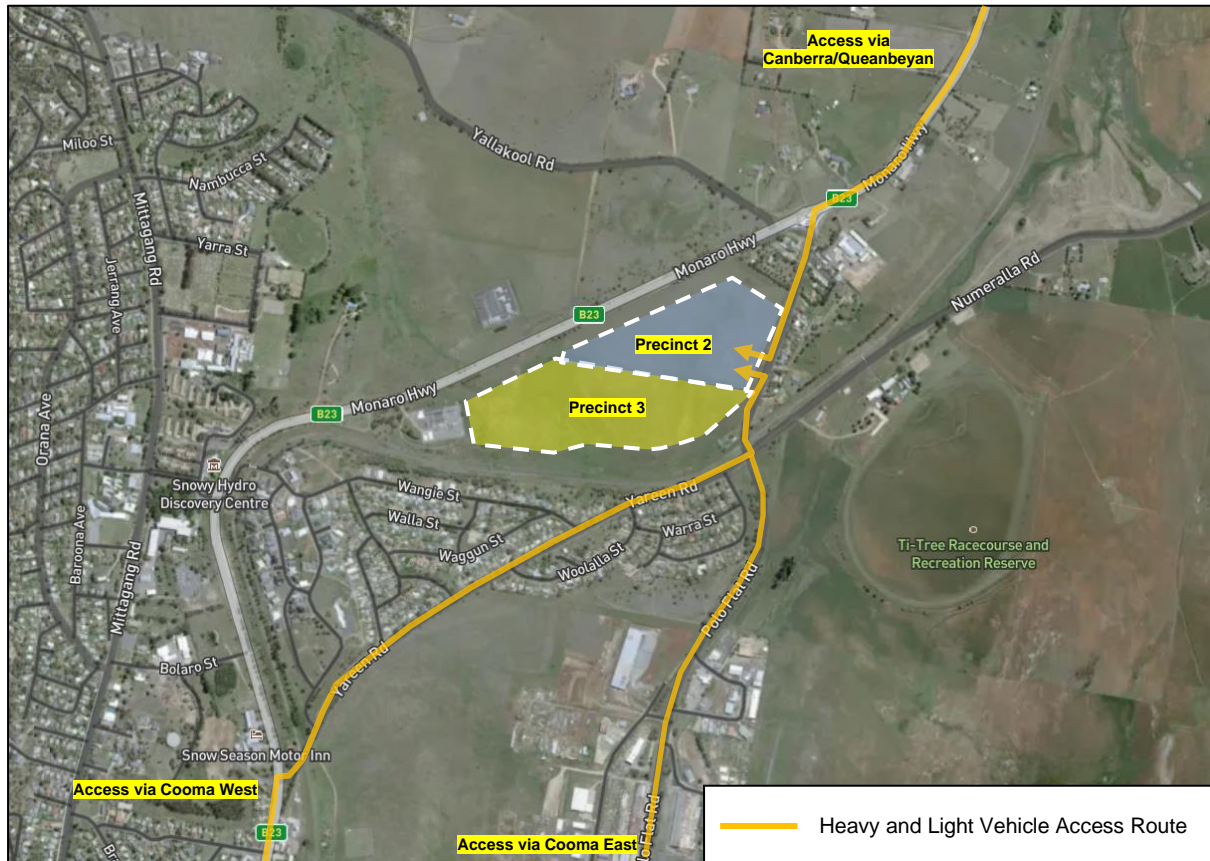 Access via
Canberra/Queanbeyan
Miloo St
Nambucca St
Yallakool Rd
Mittagang Rd
Monaro Hwy
B23
Yarra St
Jerrang Ave
Monaro Hwy
Numeralla Rd
B23
Precinct 2
Monaro Hwy
Precinct 3
B23
Orana Ave
Snowy Hydro
Discovery Centre
Wangie St
Yareen Rd
Walla St
Warra St
Waggun St
Woolalla St
Baroona Ave
Ti-Tree Racecourse and
Recreation Reserve
Mittagang Rd
Polo Flat Rd
Bolaro St
Yareen Rd
Snow Season Motor Inn
Access via Cooma West
B23
Access via Cooma East
lo Flat Rd
Heavy and Light Vehicle Access Route